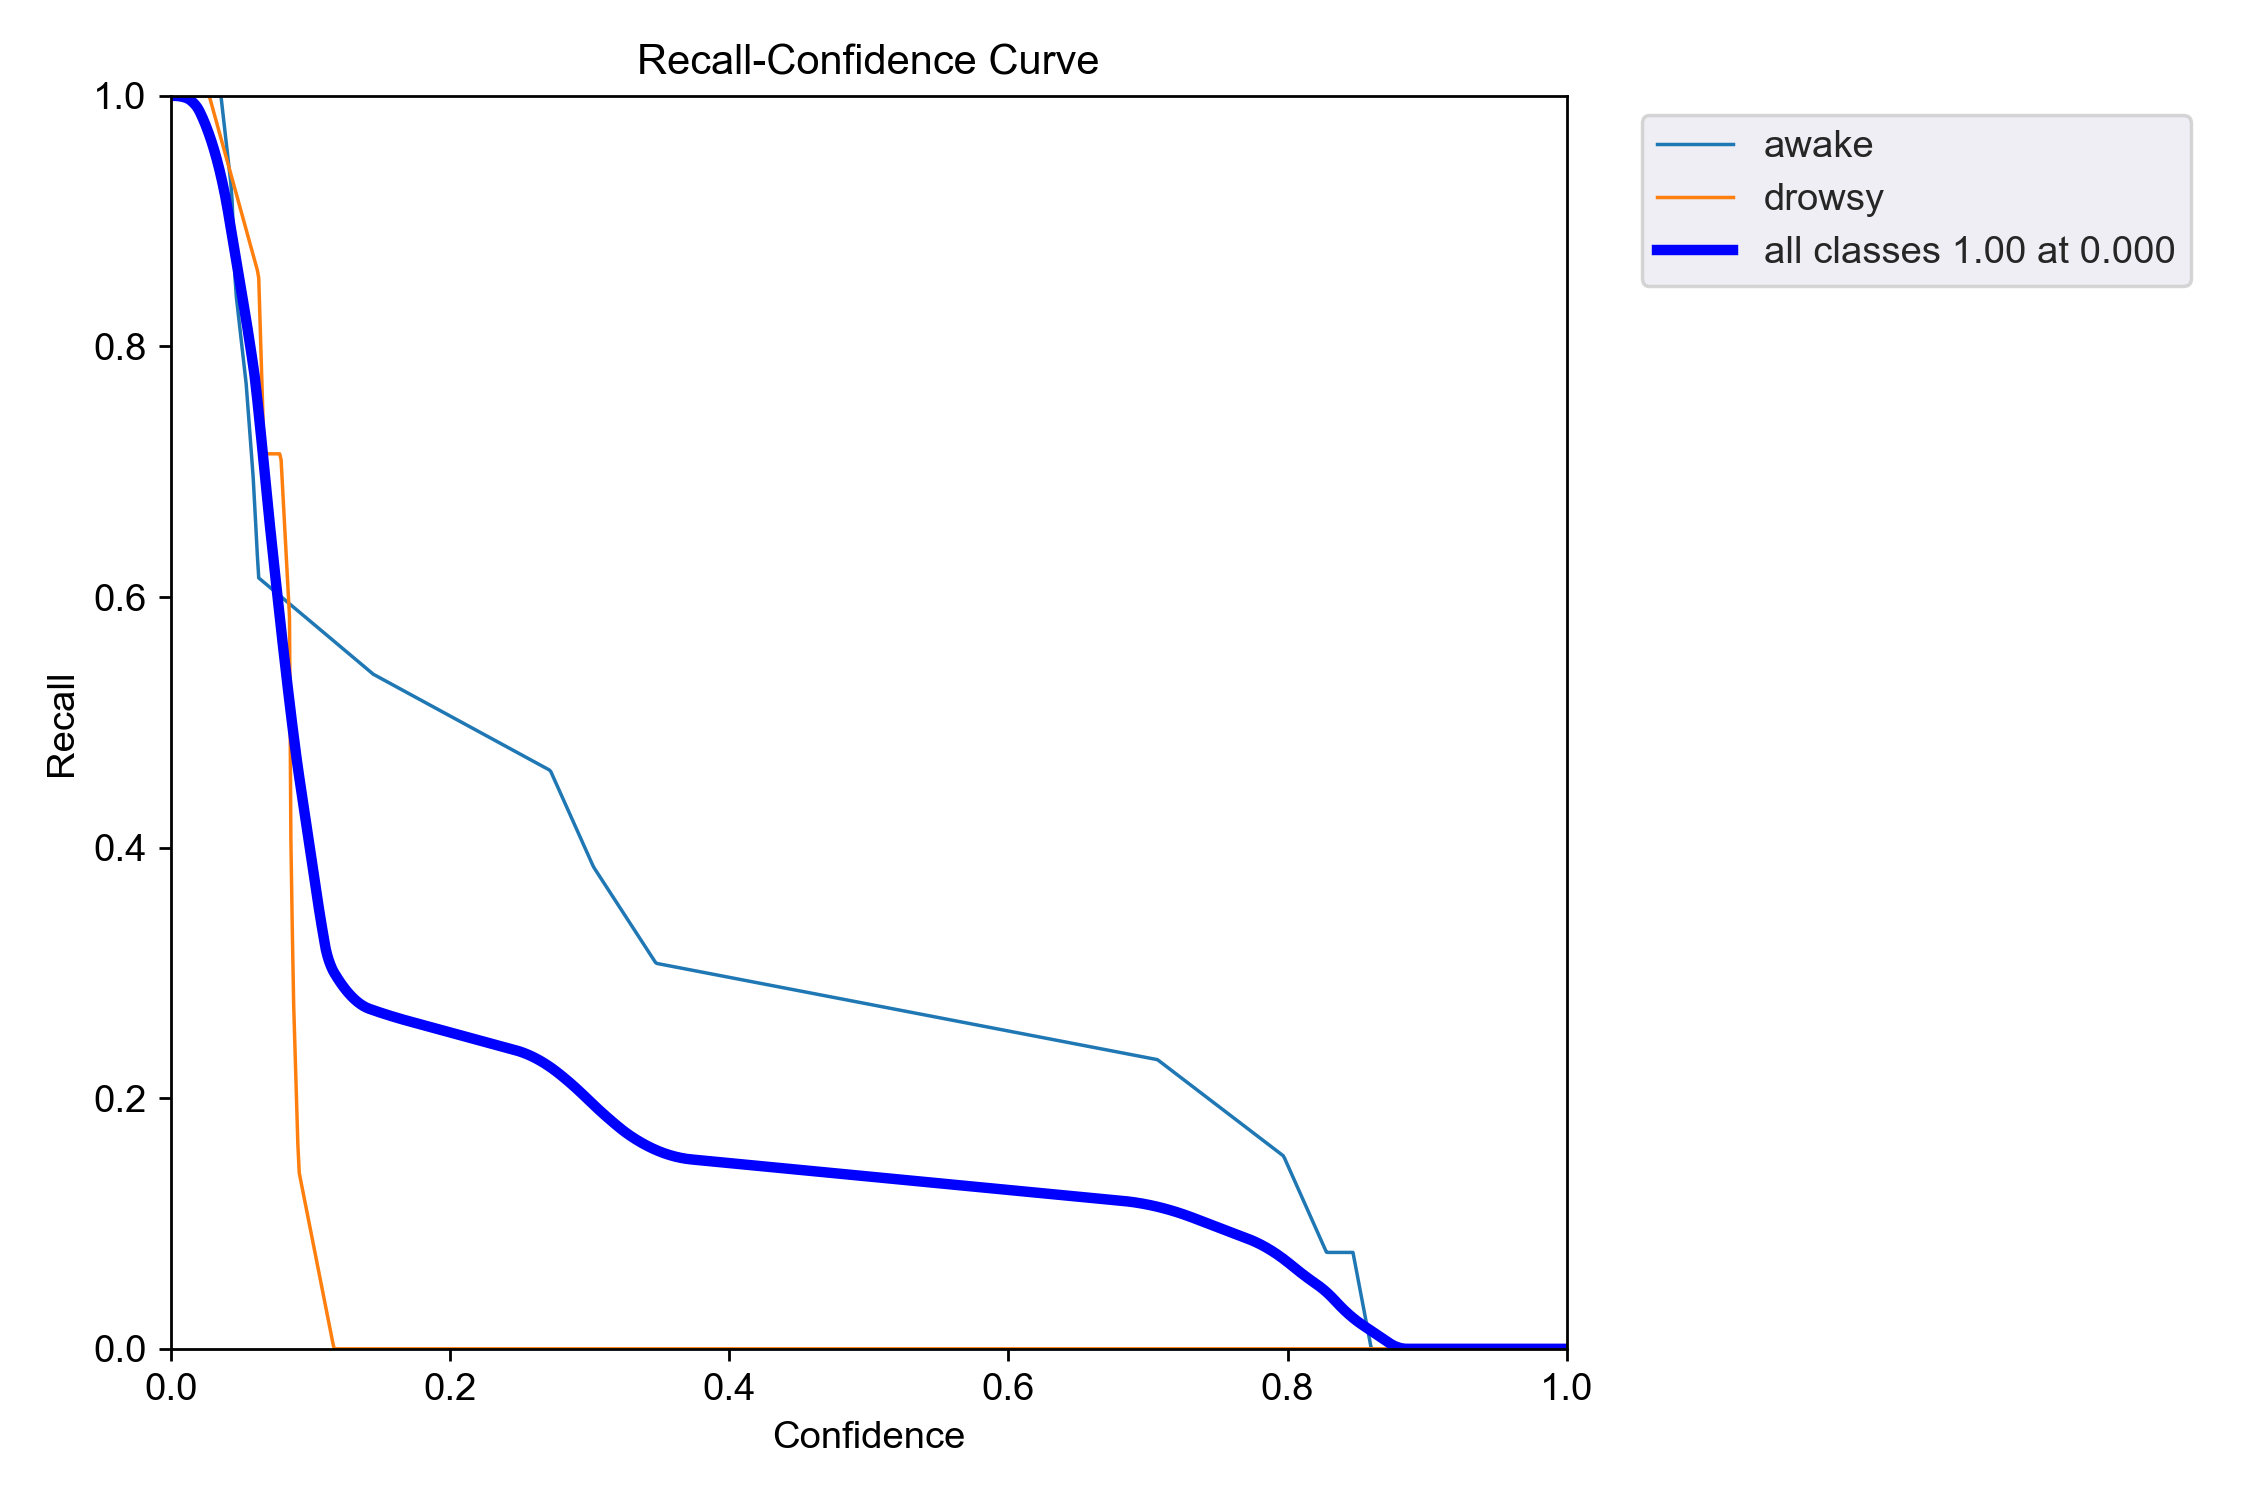 Recall-Confidence Curve
1.0
0.8
0.6
0.4
0.2
0.0
Recall
0.0 0.2 0.4 0.6 0.8 1.0
Confidence
awake
drowsy
all classes 1.00 at 0.000